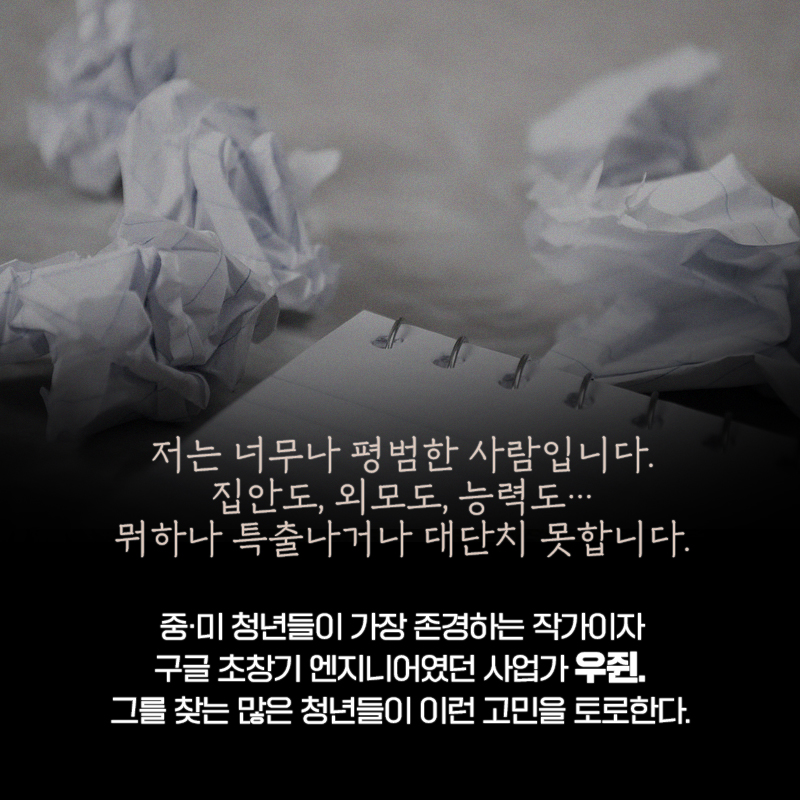 저는 너무나 평범한 사람입니다.
집안도, 외모도, 능력도…
뭐하나 특출나거나 대단치 못합니다.
중·미 청년들이 가장 존경하는 작가이자
구글 초창기 엔지니어였던 사업가 우쥔.
그를 찾는 많은 청년들이 이런 고민을 토로한다.